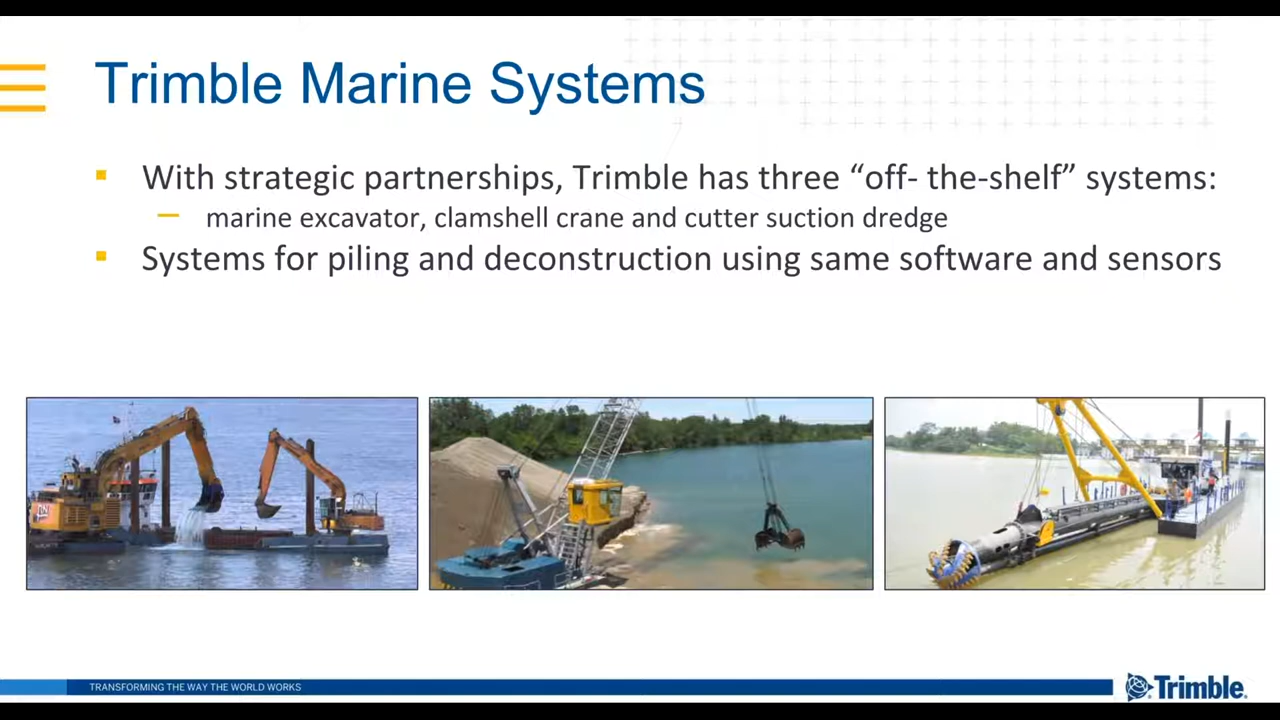 Trimble Marine Systems
With strategic partnerships, Trimble has three “off- the-shelf” systems:
marine excavator, clamshell crane and cutter suction dredge
Systems for piling and deconstruction using same software and sensors
TRANSFORMING THE WAY THE WORLD WORKS
Trimble